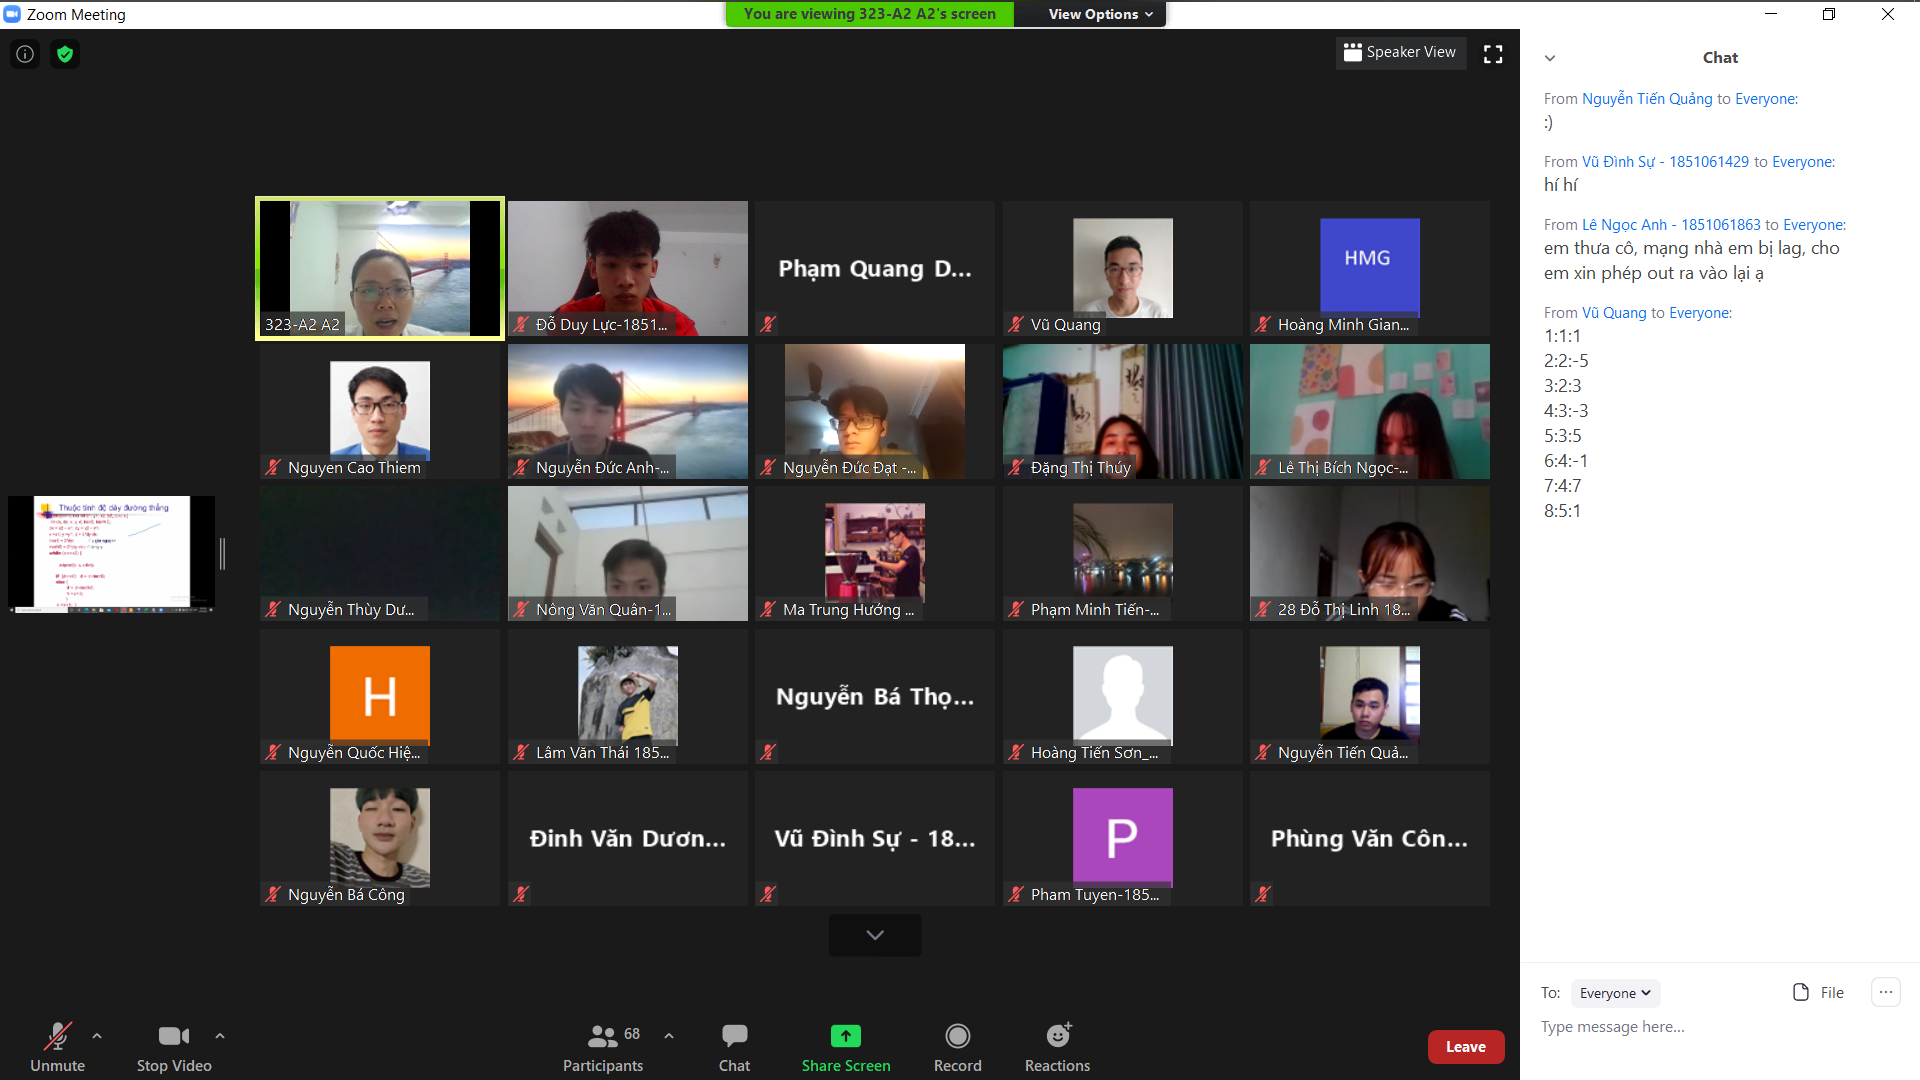 Zoom Meeting
You are viewing 323-A2 A2's screen
View Options
Speaker View
323-A2 A2
Đỗ Duy Lực-1851...
Phạm Quang D...
Vũ Quang
HMG
Hoàng Minh Gian...
Nguyen Cao Thiem
Nguyễn Đức Anh-...
Nguyễn Đức Đạt -...
Đặng Thị Thúy
Lê Thị Bích Ngọc-...
Thuộc tính độ dày đường thẳng
Nguyễn Thùy Dư...
Nông Văn Quân-1...
Ma Trung Hướng ...
Phạm Minh Tiến-...
28 Đỗ Thị Linh 18...
H
Nguyễn Quốc Hiệ...
Lâm Văn Thái 185...
Nguyễn Bá Thọ...
Hoàng Tiến Sơn_...
Nguyễn Tiến Quả...
Nguyễn Bá Công
Đinh Văn Dươn...
Vũ Đình Sự - 18...
P
Pham Tuyen-185...
Phùng Văn Côn...
Unmute
Stop Video
68
Participants
Chat
Share Screen
Record
Reactions
Leave
Chat
From Nguyễn Tiến Quảng to Everyone:
:)
From Vũ Đình Sự - 1851061429 to Everyone:
hí hí
From Lê Ngọc Anh - 1851061863 to Everyone:
em thưa cô, mạng nhà em bị lag, cho
em xin phép out ra vào lại ạ
From Vũ Quang to Everyone:
1:1:1
2:2:-5
3:2:3
4:3:-3
5:3:5
6:4:-1
7:4:7
8:5:1
To: Everyone
File
Type message here...